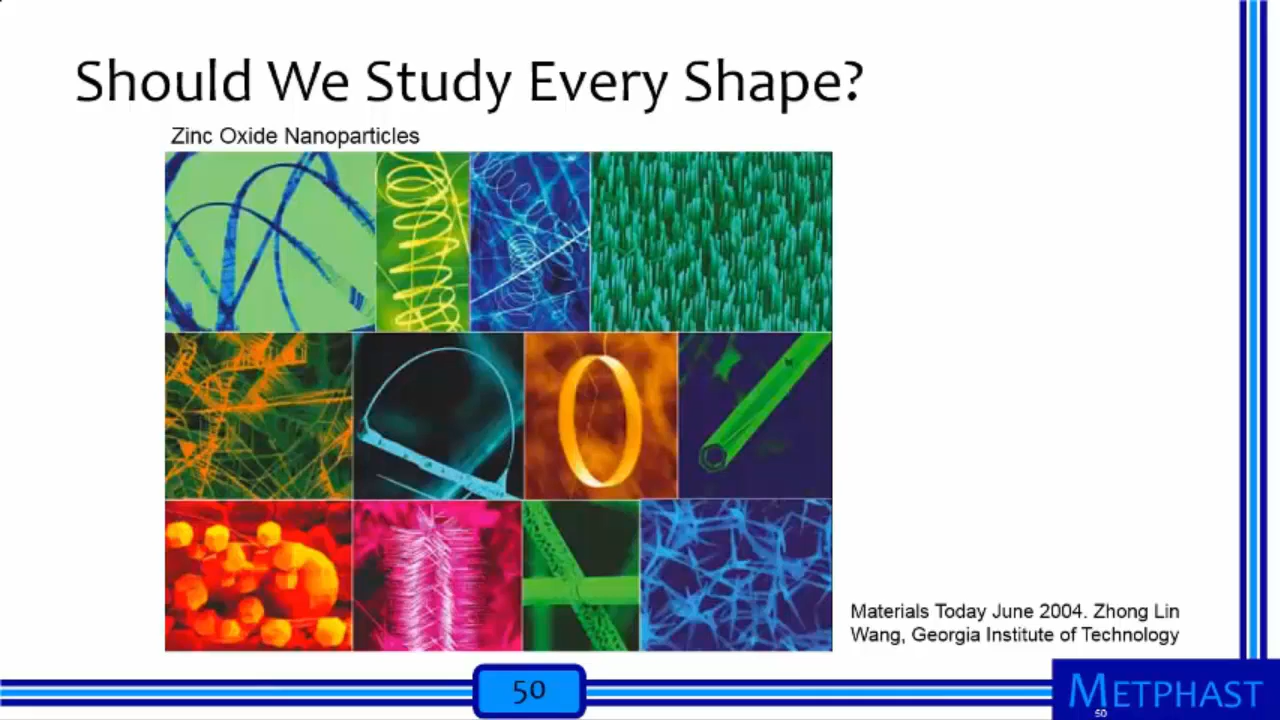 Should We Study Every Shape?
Zinc Oxide Nanoparticles
Materials Today June 2004. Zhong Lin
Wang, Georgia Institute of Technology
50
METPHAST
50